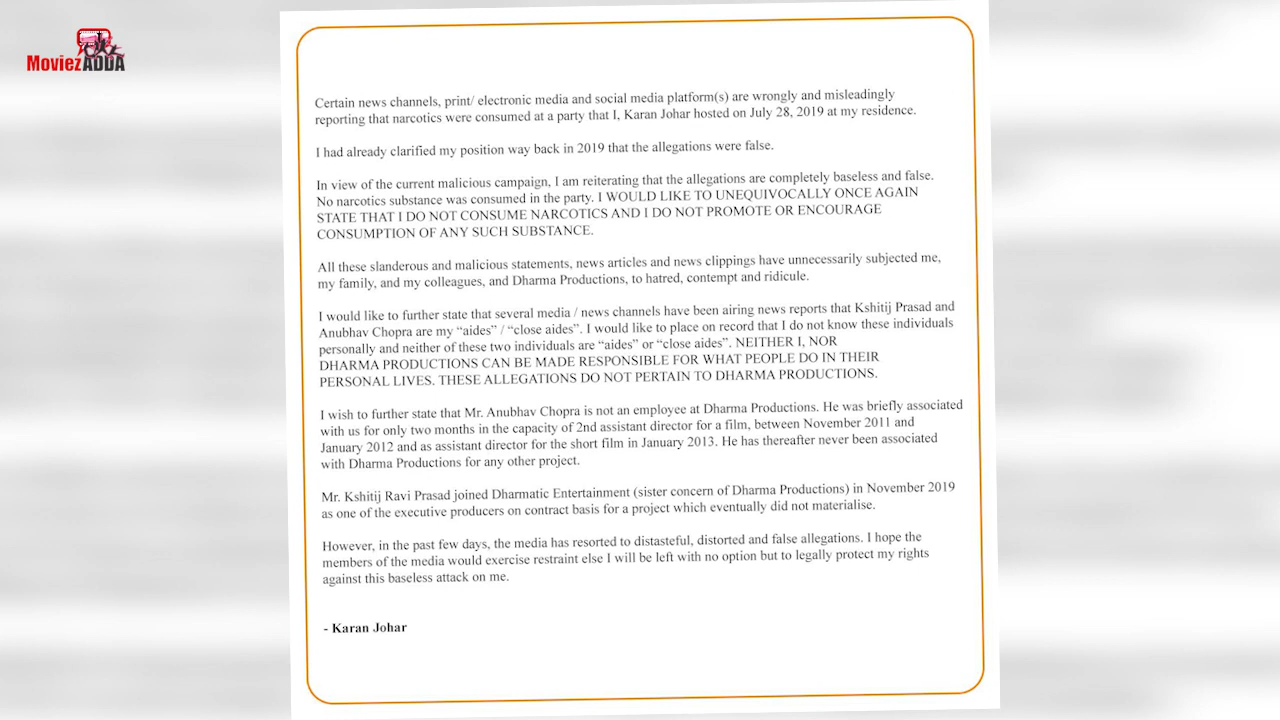 MoviezADDA
Certain news channels, print/ electronic media and social media platform(s) are wrongly and misleadingly
reporting that narcotics were consumed at a party that I, Karan Johar hosted on July 28, 2019 at my residence.
I had already clarified my position way back in 2019 that the allegations were false.
In view of the current malicious campaign, I am reiterating that the allegations are completely baseless and false.
No narcotics substance was consumed in the party. I WOULD LIKE TO UNEQUIVOCALLY ONCE AGAIN
STATE THAT I DO NOT CONSUME NARCOTICS AND I DO NOT PROMOTE OR ENCOURAGE
CONSUMPTION OF ANY SUCH SUBSTANCE.
All these slanderous and malicious statements, news articles and news clippings have unnecessarily subjected me,
my family, and my colleagues, and Dharma Productions, to hatred, contempt and ridicule.
I would like to further state that several media / news channels have been airing news reports that Kshitij Prasad and
Anubhav Chopra are my “aides” / “close aides”. I would like to place on record that I do not know these individuals
personally and neither of these two individuals are “aides” or “close aides”. NEITHER I, NOR
DHARMA PRODUCTIONS CAN BE MADE RESPONSIBLE FOR WHAT PEOPLE DO IN THEIR
PERSONAL LIVES. THESE ALLEGATIONS DO NOT PERTAIN TO DHARMA PRODUCTIONS.
I wish to further state that Mr. Anubhav Chopra is not an employee at Dharma Productions. He was briefly associated
with us for only two months in the capacity of 2nd assistant director for a film, between November 2011 and
January 2012 and as assistant director for the short film in January 2013. He has thereafter never been associated
with Dharma Productions for any other project.
Mr. Kshitij Ravi Prasad joined Dharmatic Entertainment (sister concern of Dharma Productions) in November 2019
as one of the executive producers on contract basis for a project which eventually did not materialise.
However, in the past few days, the media has resorted to distasteful, distorted and false allegations. I hope the
members of the media would exercise restraint else I will be left with no option but to legally protect my rights
against this baseless attack on me.
- Karan Johar